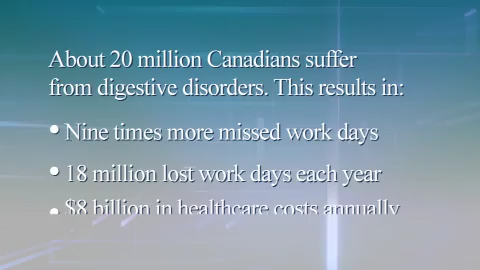 About 20 million Canadians suffer
from digestive disorders. This results in:
• Nine times more missed work days
• 18 million lost work days each year
• $8 billion in healthcare costs annually